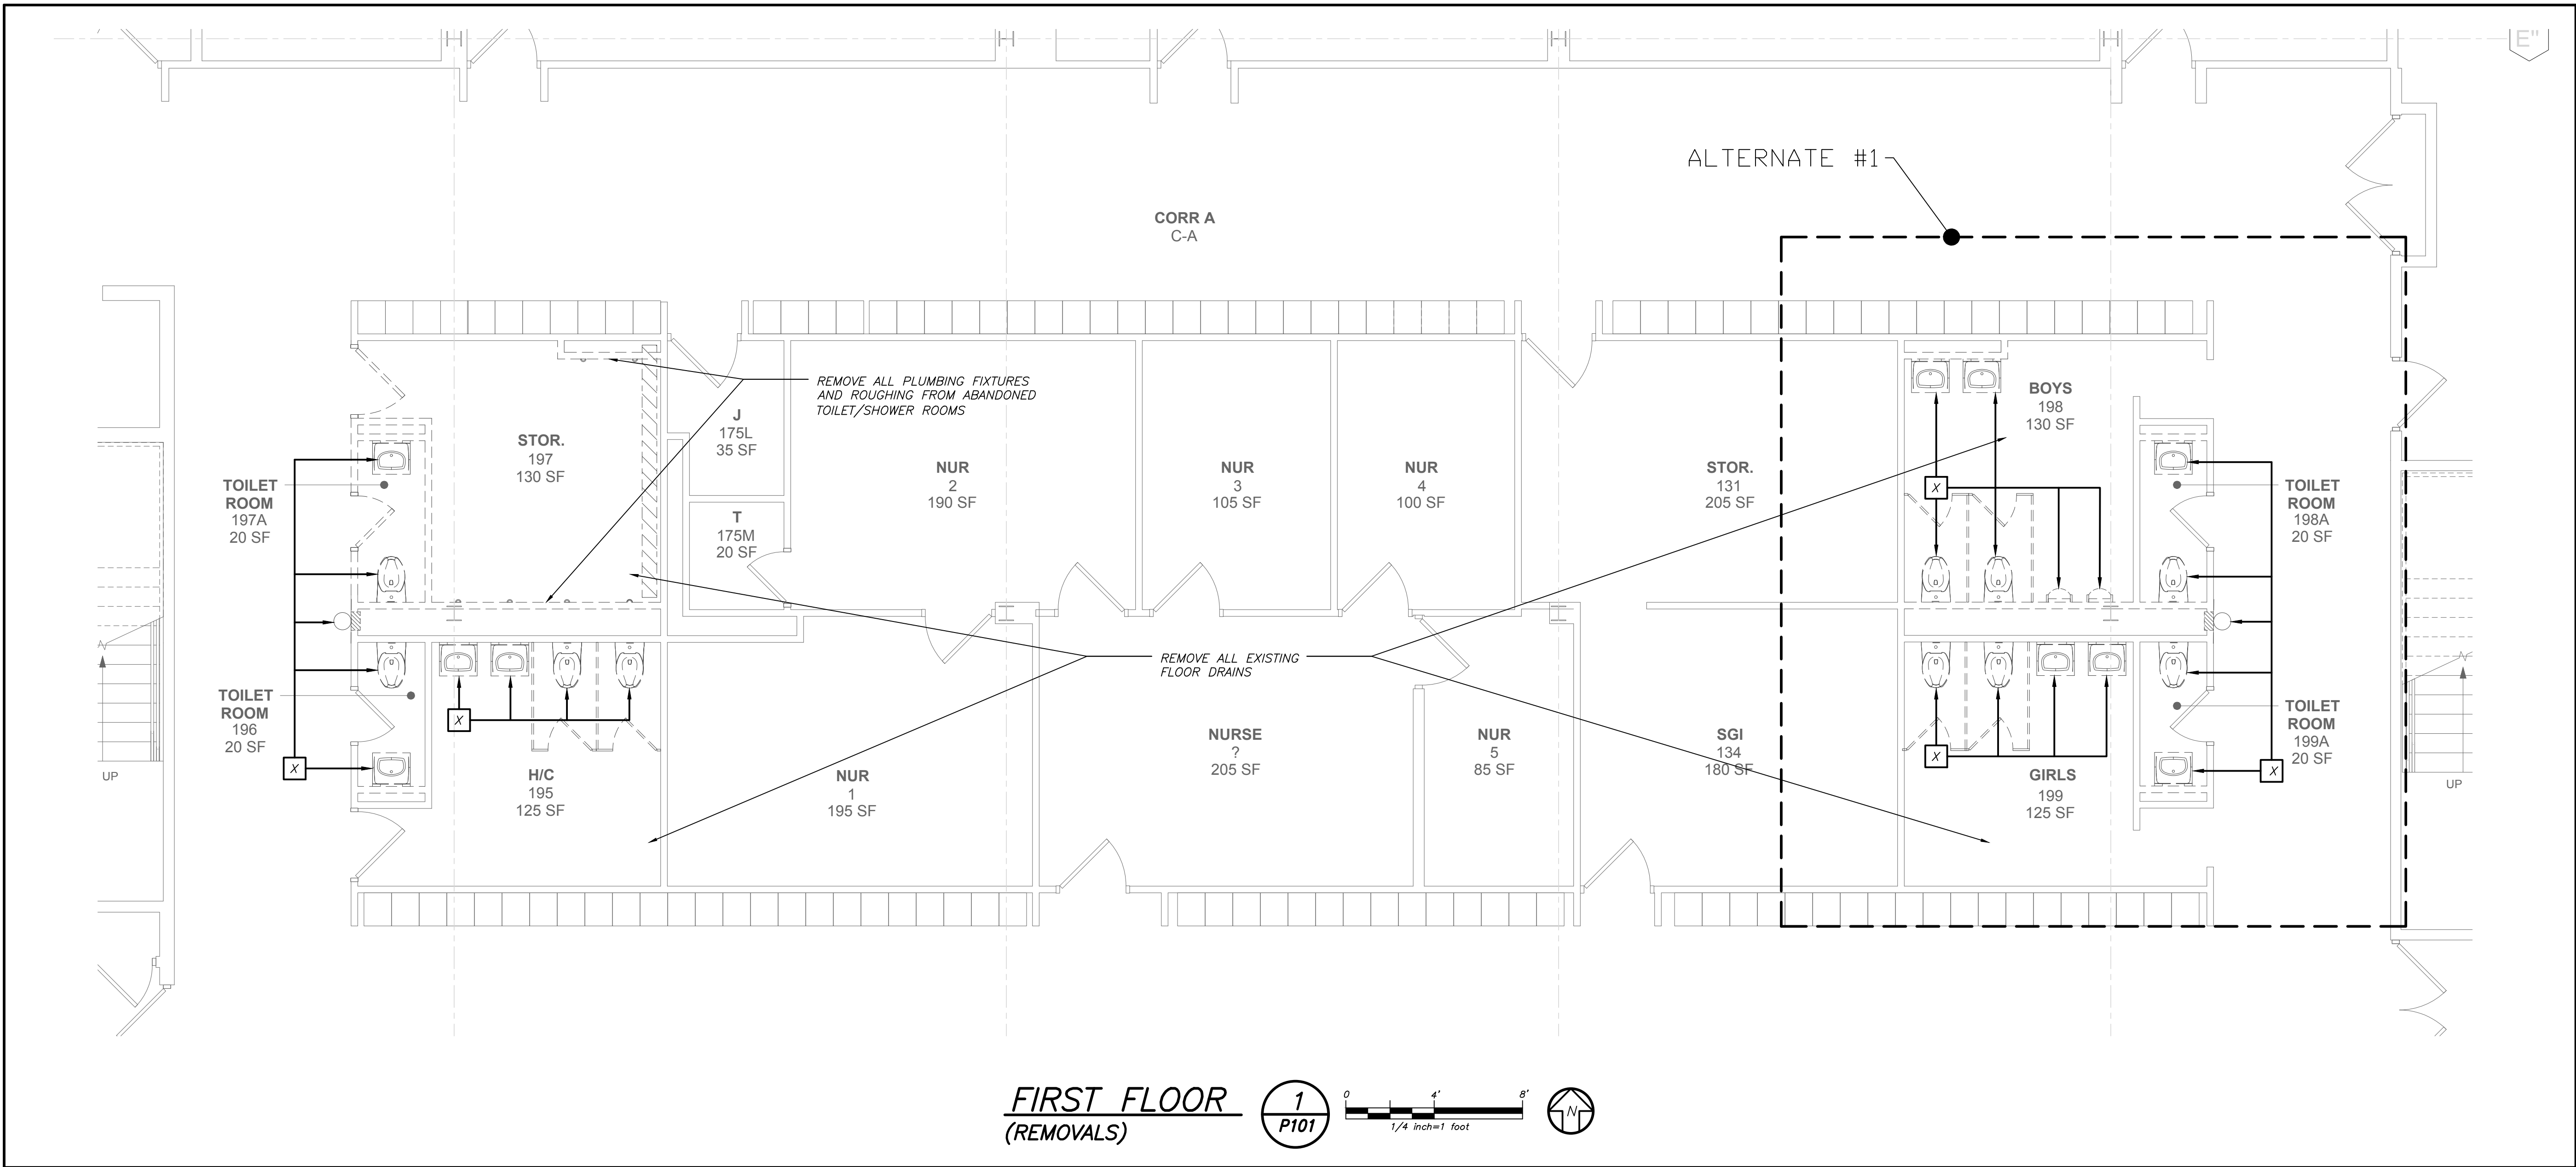 E"
ALTERNATE #1
CORR A
C-A
REMOVE ALL PLUMBING FIXTURES
AND ROUGHING FROM ABANDONED
TOILET/SHOWER ROOMS
J
175L
35 SF
BOYS
198
130 SF
STOR.
197
130 SF
NUR
2
190 SF
NUR
3
105 SF
NUR
4
100 SF
STOR.
131
205 SF
TOILET
ROOM
197A
20 SF
T
175M
20 SF
X
TOILET
ROOM
198A
20 SF
REMOVE ALL EXISTING
FLOOR DRAINS
TOILET
ROOM
196
20 SF
X
X
H/C
195
125 SF
NUR
1
195 SF
NURSE
?
205 SF
NUR
5
85 SF
SGI
134
180 SF
X
GIRLS
199
125 SF
TOILET
ROOM
199A
20 SF
X
UP
UP
FIRST FLOOR
(REMOVALS)
1
P101
0 4' 8'
1/4 inch=1 foot
N